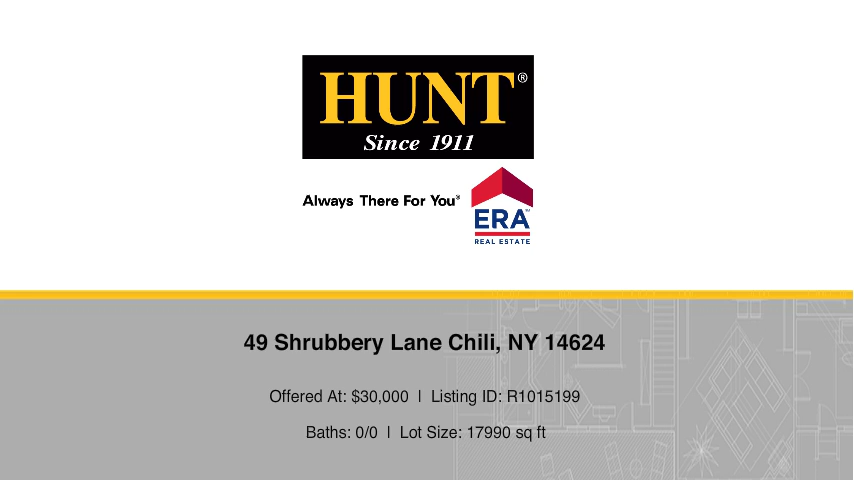 HUNT®
Since 1911
Always There For You®
ERA™
REAL ESTATE
49 Shrubbery Lane Chili, NY 14624
Offered At: $30,000 | Listing ID: R1015199
Baths: 0/0 | Lot Size: 17990 sq ft